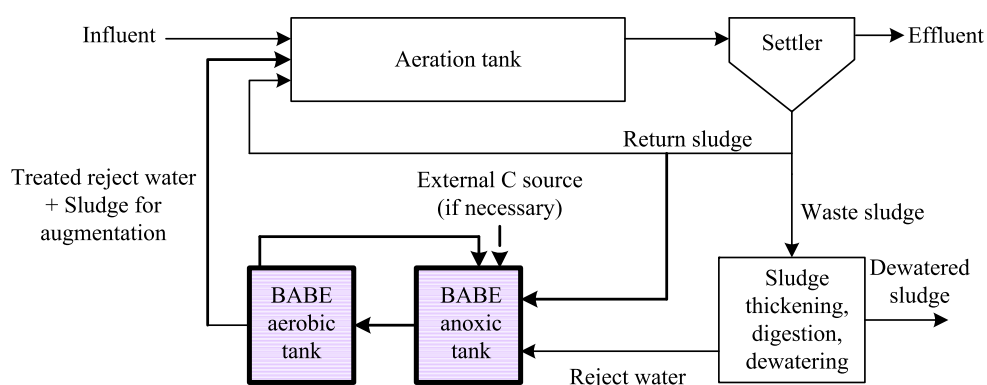 Influent
Aeration tank
Settler
Effluent
Return sludge
Treated reject water
+ Sludge for
augmentation
External C source
(if necessary)
Waste sludge
BABE
aerobic
tank
BABE
anoxic
tank
Sludge
thickening,
digestion,
dewatering
Dewatered
sludge
Reject water